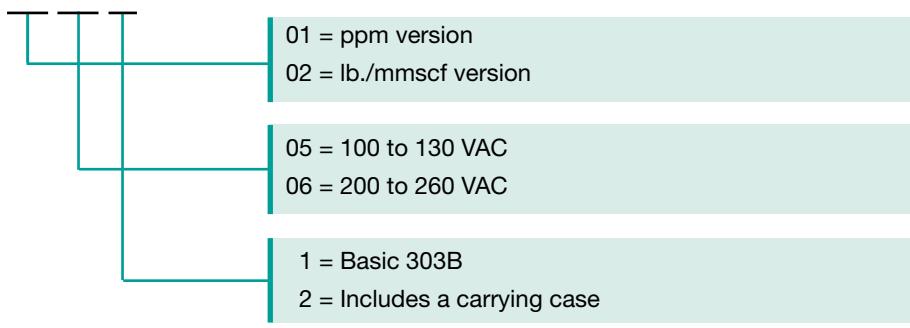 01 = ppm version
02 = lb./mmscf version
05 = 100 to 130 VAC
06 = 200 to 260 VAC
1 = Basic 303B
2 = Includes a carrying case